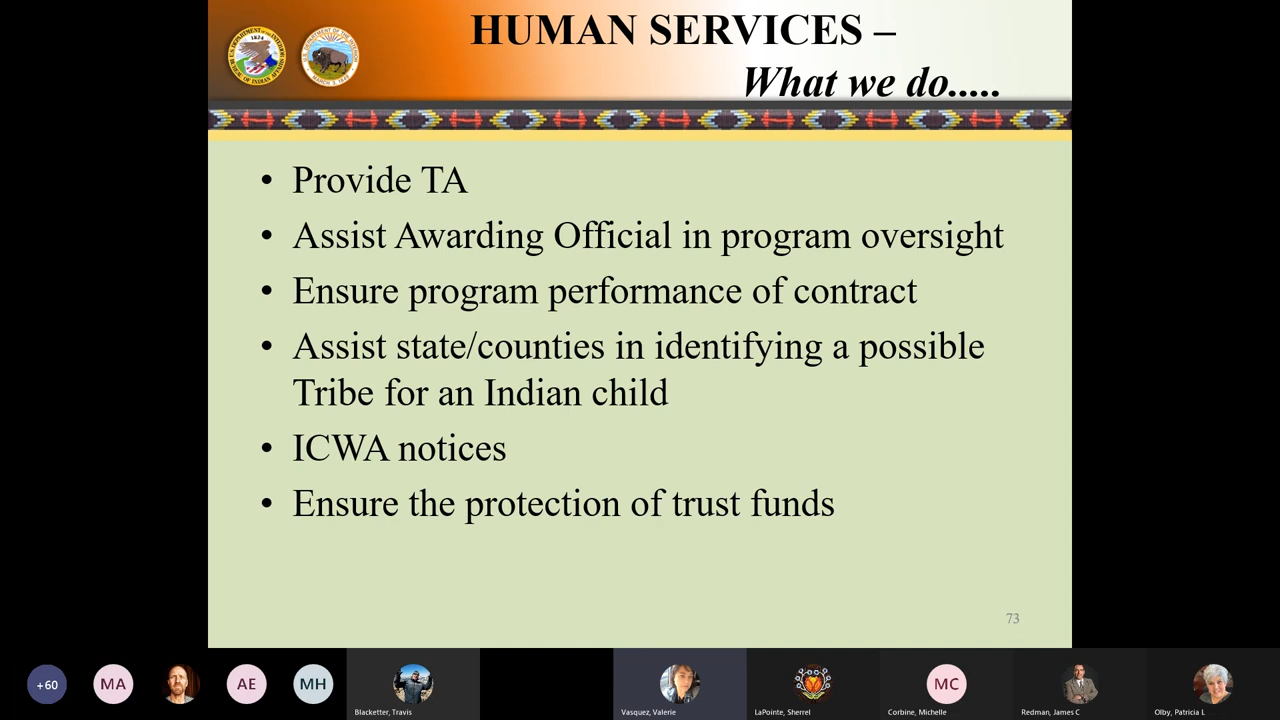 HUMAN SERVICES –
What we do.....
• Provide TA
• Assist Awarding Official in program oversight
• Ensure program performance of contract
• Assist state/counties in identifying a possible
Tribe for an Indian child
• ICWA notices
• Ensure the protection of trust funds
73
+60
MA
AE
MH
MC
Blacketter, Travis
Vasquez, Valerie
LaPointe, Sherrel
Corbine, Michelle
Redman, James C
Olby, Patricia L